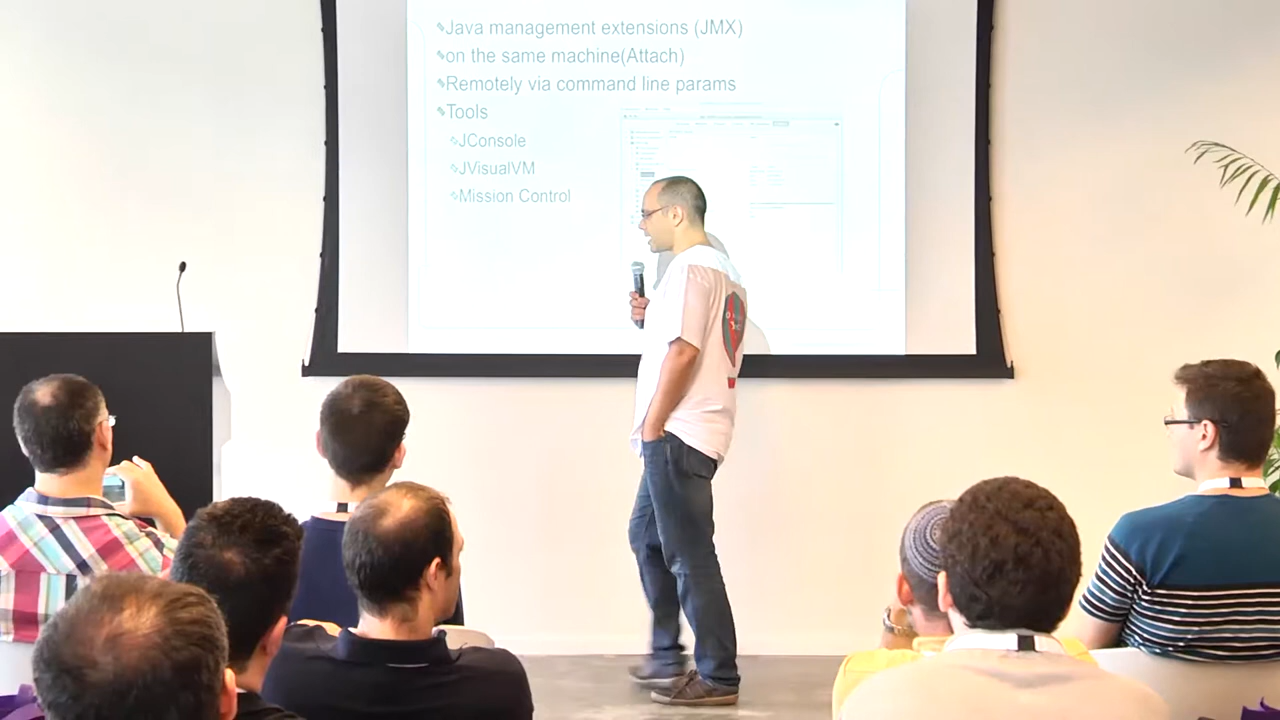 Java management extensions (JMX)
on the same machine(Attach)
Remotely via command line params
Tools
JConsole
JVisualVM
Mission Control